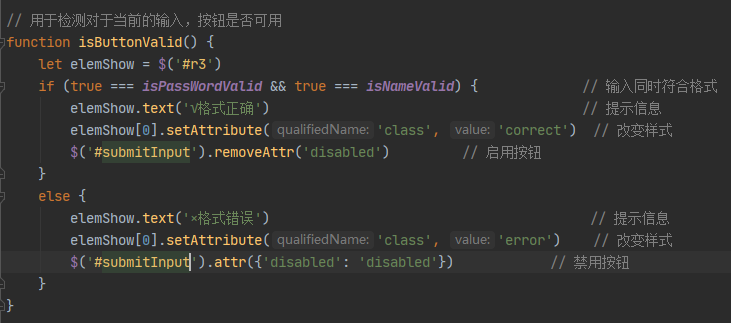 // 用于检测对于当前的输入，按钮是否可用
function isButtonValid() {
    let elemShow = $('#r3')
    if (true === isPassWordValid && true === isNameValid) {             // 输入同时符合格式
        elemShow.text('√格式正确')                                       // 提示信息
        elemShow[0].setAttribute( qualifiedName: 'class', value: 'correct')  // 改变样式
        $('#submitInput').removeAttr('disabled')         // 启用按钮
    }
    else {
        elemShow.text('×格式错误')                                        // 提示信息
        elemShow[0].setAttribute( qualifiedName: 'class', value: 'error')    // 改变样式
        $('#submitInput').attr({'disabled': 'disabled'})            // 禁用按钮
    }
}